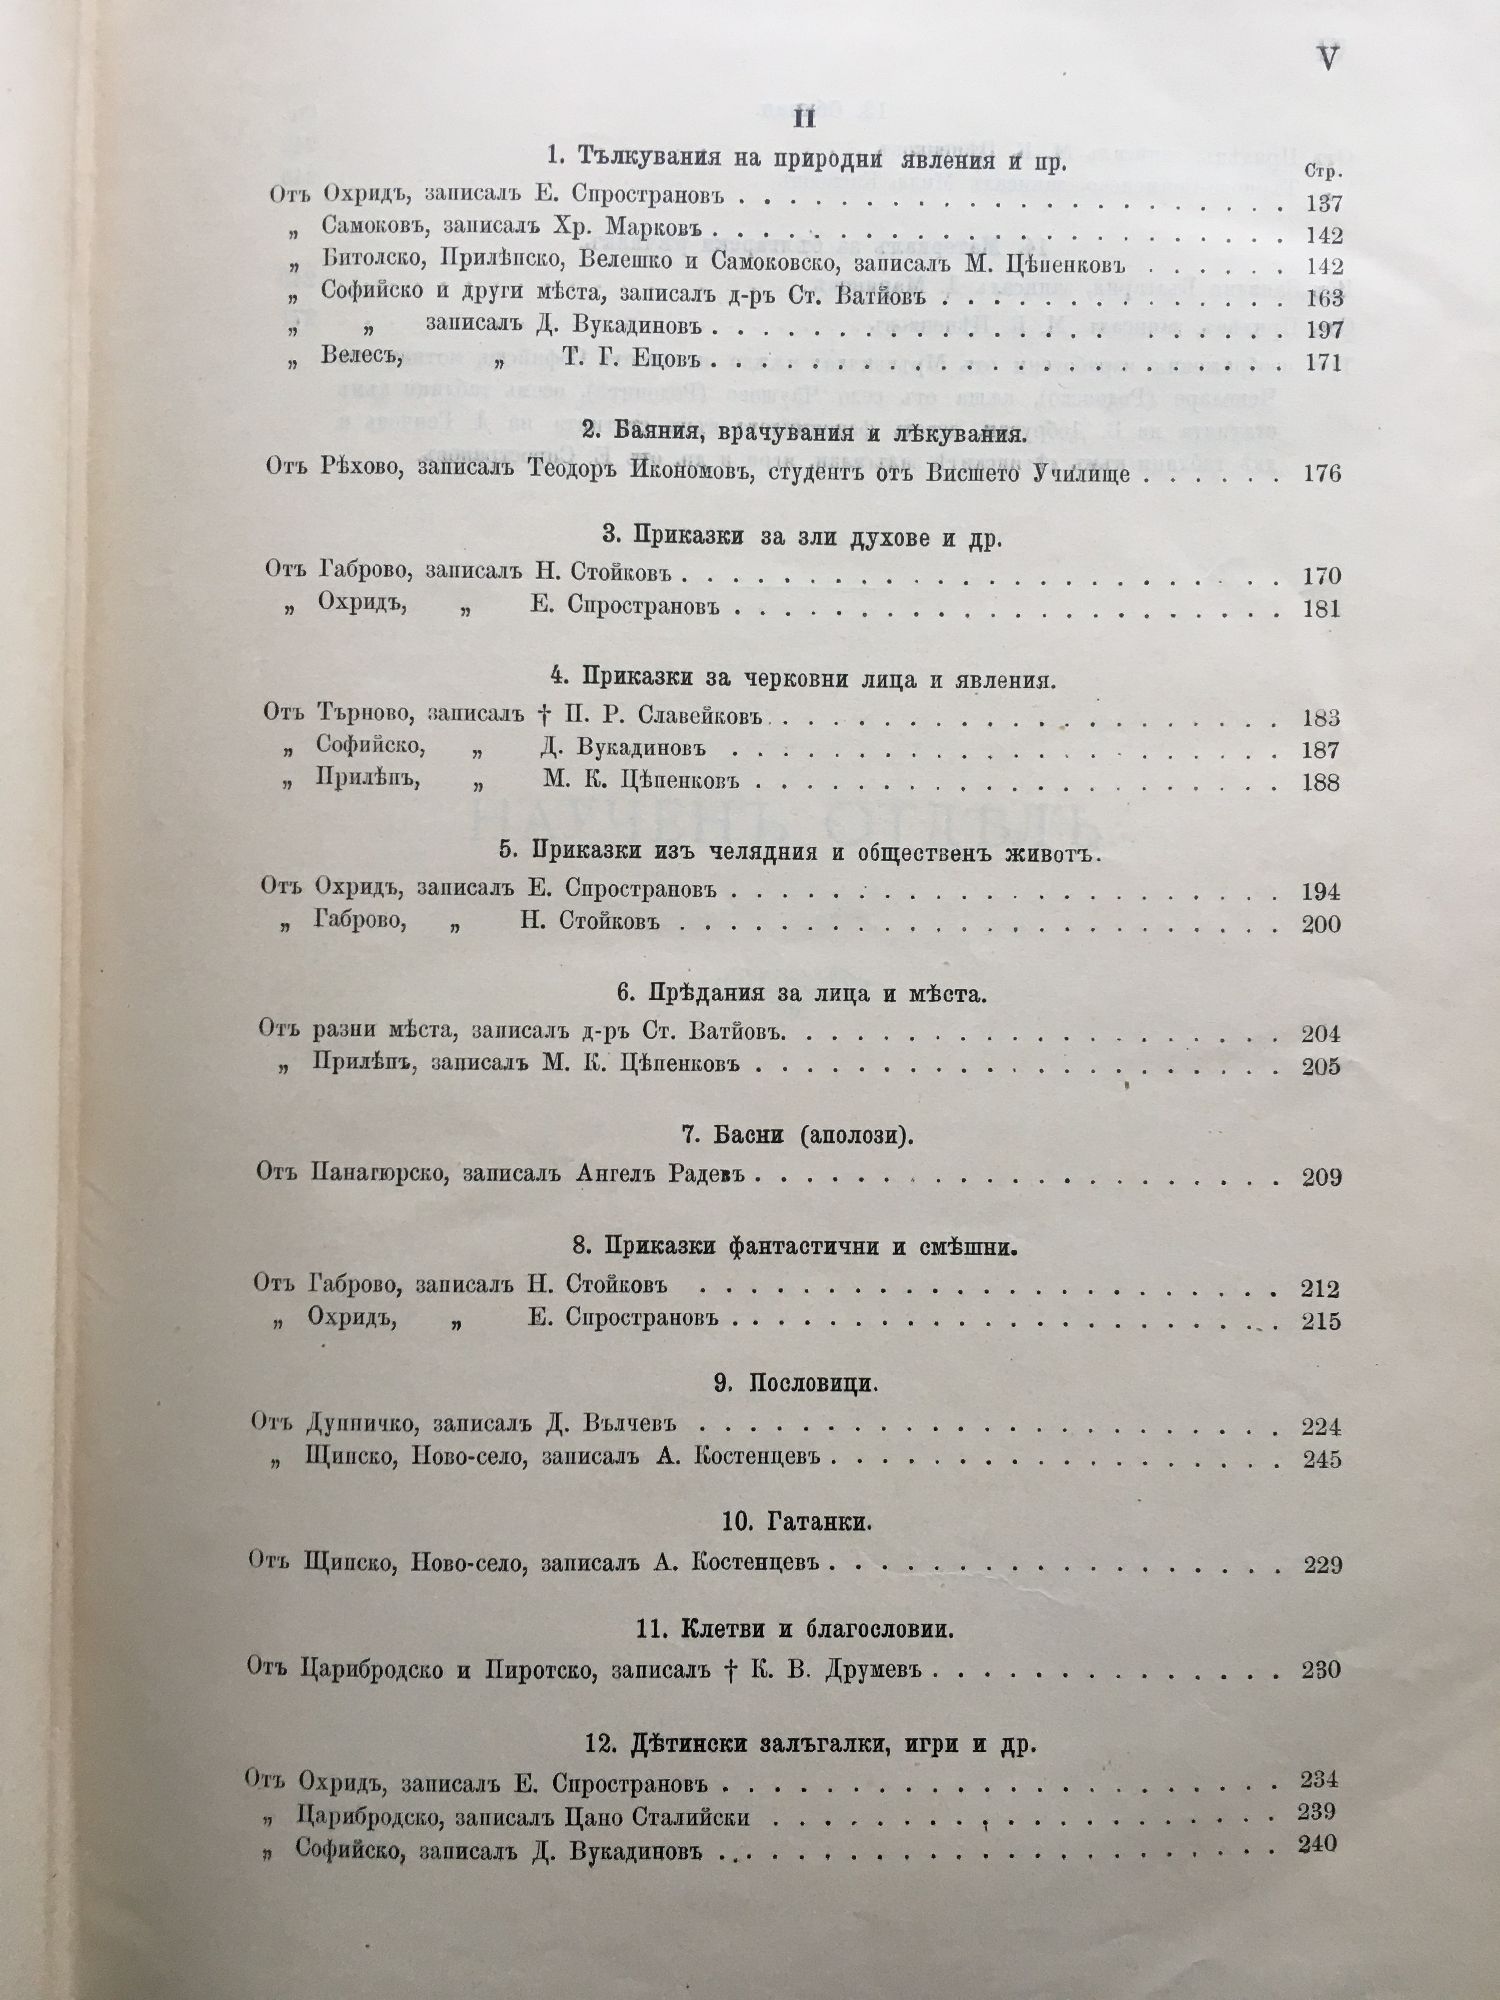 V
II
1. Тълкувания на природни явления и пр.
Стр.
Отъ Охридъ, записалъ Е. Спространовъ . . . . . . . . . . . . . . . . . . . . . 137
„ Самоковъ, записалъ Хр. Марковъ . . . . . . . . . . . . . . . . . . . . . . 142
„ Битолско, Прилѣпско, Велешко и Самоковско, записалъ М. Цѣпенковъ . . . . . . 142
„ Софийско и други мѣста, записалъ д-ръ Ст. Ватйовъ . . . . . . . . . . . . . . 163
„ „ записалъ Д. Вукадиновъ . . . . . . . . . . . . . . . . . . . . . . 197
„ Велесъ, „ Т. Г. Ецовъ . . . . . . . . . . . . . . . . . . . . . . . 171
2. Баяния, врачувания и лѣкувания.
Отъ Рѣхово, записалъ Теодоръ Икономовъ, студентъ отъ Висшето Училище . . . . . . 176
3. Приказки за зли духове и др.
Отъ Габрово, записалъ Н. Стойковъ . . . . . . . . . . . . . . . . . . . . . . . 170
„ Охридъ, „ Е. Спространовъ . . . . . . . . . . . . . . . . . . . . . . 181
4. Приказки за черковни лица и явления.
Отъ Търново, записалъ † П. Р. Славейковъ . . . . . . . . . . . . . . . . . . . . 183
„ Софийско, „ Д. Вукадиновъ . . . . . . . . . . . . . . . . . . . . . . 187
„ Прилѣпъ, „ М. К. Цѣпенковъ . . . . . . . . . . . . . . . . . . . . . 188
5. Приказки изъ челядния и общественъ животъ.
Отъ Охридъ, записалъ Е. Спространовъ . . . . . . . . . . . . . . . . . . . . . . 194
„ Габрово, „ Н. Стойковъ . . . . . . . . . . . . . . . . . . . . . . . . 200
6. Прѣдания за лица и мѣста.
Отъ разни мѣста, записалъ д-ръ Ст. Ватйовъ. . . . . . . . . . . . . . . . . . . . 204
„ Прилѣпъ, записалъ М. К. Цѣпенковъ . . . . . . . . . . . . . . . . . . . . . 205
7. Басни (аполози).
Отъ Панагюрско, записалъ Ангелъ Радевъ . . . . . . . . . . . . . . . . . . . . . 209
8. Приказки фантастични и смѣшни.
Отъ Габрово, записалъ Н. Стойковъ . . . . . . . . . . . . . . . . . . . . . . . 212
„ Охридъ, „ Е. Спространовъ . . . . . . . . . . . . . . . . . . . . . . 215
9. Пословици.
Отъ Дупничко, записалъ Д. Вълчевъ . . . . . . . . . . . . . . . . . . . . . . . 224
„ Щипско, Ново-село, записалъ А. Костенцевъ . . . . . . . . . . . . . . . . . . 245
10. Гатанки.
Отъ Щипско, Ново-село, записалъ А. Костенцевъ . . . . . . . . . . . . . . . . . . 229
11. Клетви и благословии.
Отъ Царибродско и Пиротско, записалъ † К. В. Друмевъ . . . . . . . . . . . . . . 230
12. Дѣтински залъгалки, игри и др.
Отъ Охридъ, записалъ Е. Спространовъ . . . . . . . . . . . . . . . . . . . . . . 234
„ Царибродско, записалъ Цано Сталийски . . . . . . . . . . . . . . . . . . . . 239
„ Софийско, записалъ Д. Вукадиновъ . . . . . . . . . . . . . . . . . . . . . . 240